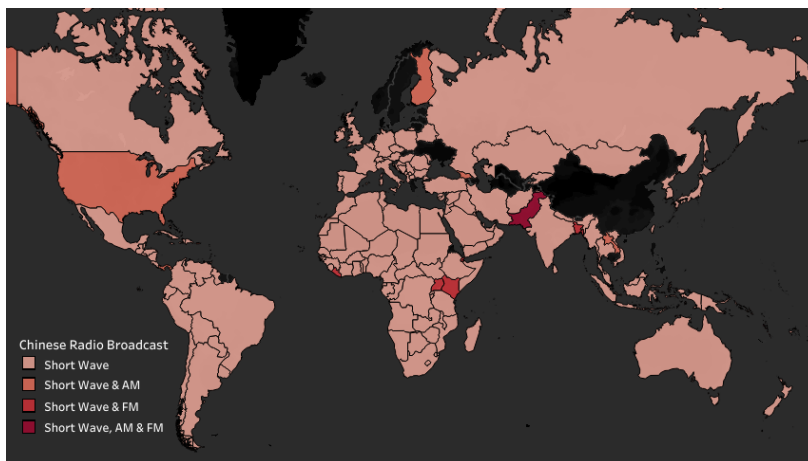 Chinese Radio Broadcast
Short Wave
Short Wave & AM
Short Wave & FM
Short Wave, AM & FM